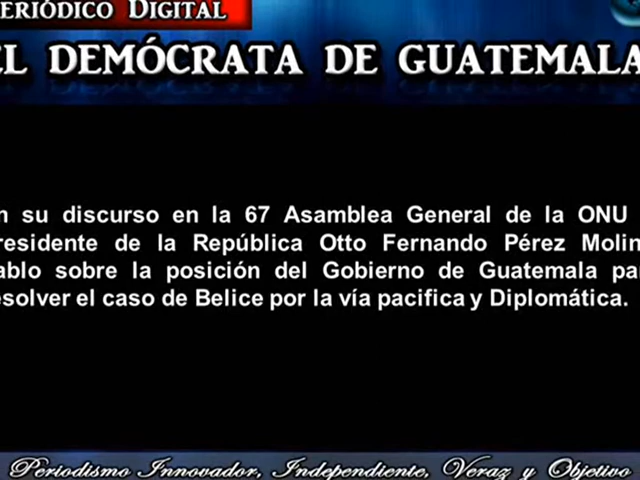 ERIÓDICO DIGITAL
EL DEMÓCRATA DE GUATEMALA
n su discurso en la 67 Asamblea General de la ONU
residente de la República Otto Fernando Pérez Molin
ablo sobre la posición del Gobierno de Guatemala pa
esolver el caso de Belice por la vía pacifica y Diplomática.
Periodismo Innovador, Independiente, Veraz y Objetivo